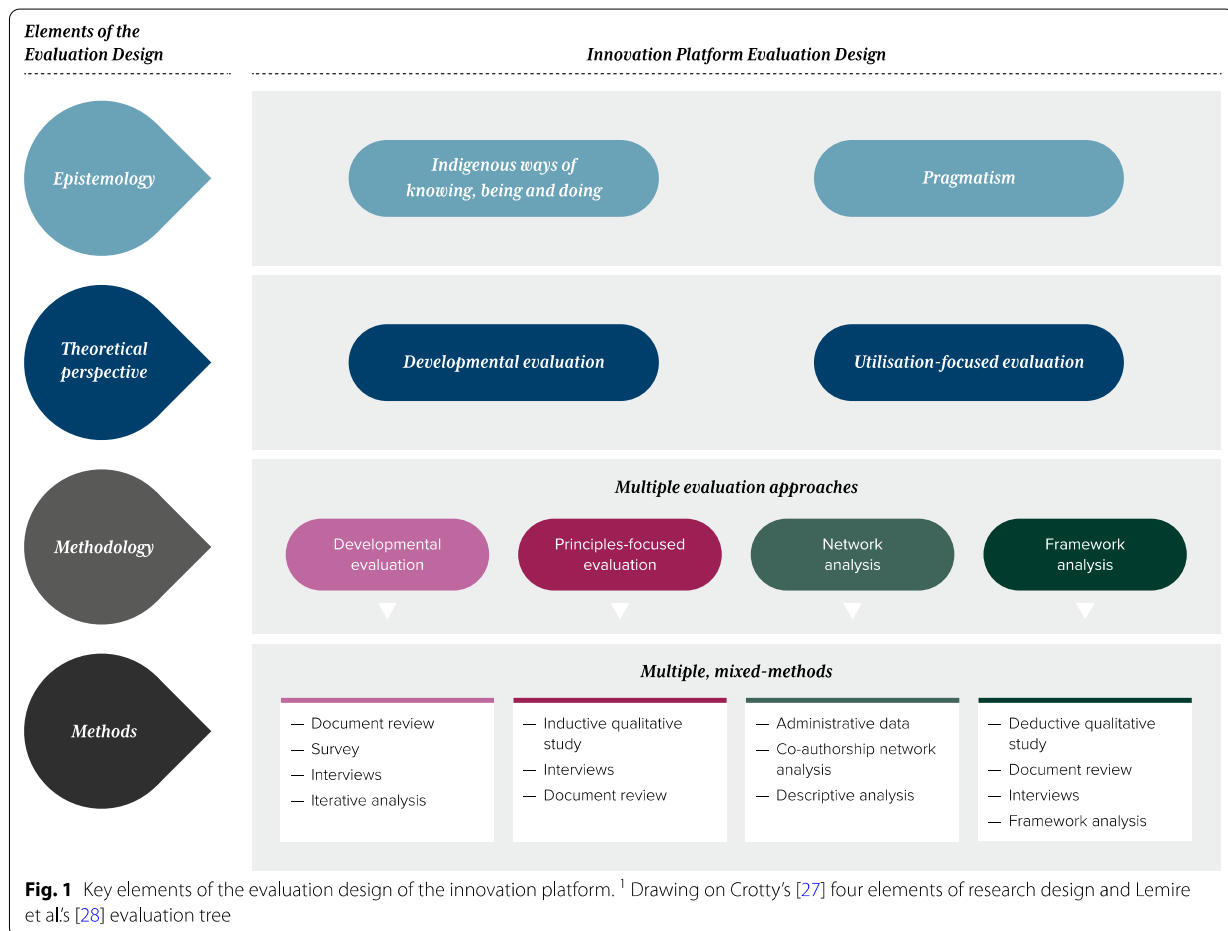 Elements of the
Evaluation Design
Innovation Platform Evaluation Design
Epistemology
Indigenous ways of
knowing, being and doing
Pragmatism
Theoretical
perspective
Developmental evaluation
Utilisation-focused evaluation
Methodology
Multiple evaluation approaches
Developmental
evaluation
Principles-focused
evaluation
Network
analysis
Framework
analysis
Methods
Multiple, mixed-methods
— Document review
— Survey
— Interviews
— Iterative analysis
— Inductive qualitative
study
— Interviews
— Document review
— Administrative data
— Co-authorship network
analysis
— Descriptive analysis
— Deductive qualitative
study
— Document review
— Interviews
— Framework analysis
Fig. 1 Key elements of the evaluation design of the innovation platform. ¹ Drawing on Crotty's [27] four elements of research design and Lemire
et al.'s [28] evaluation tree